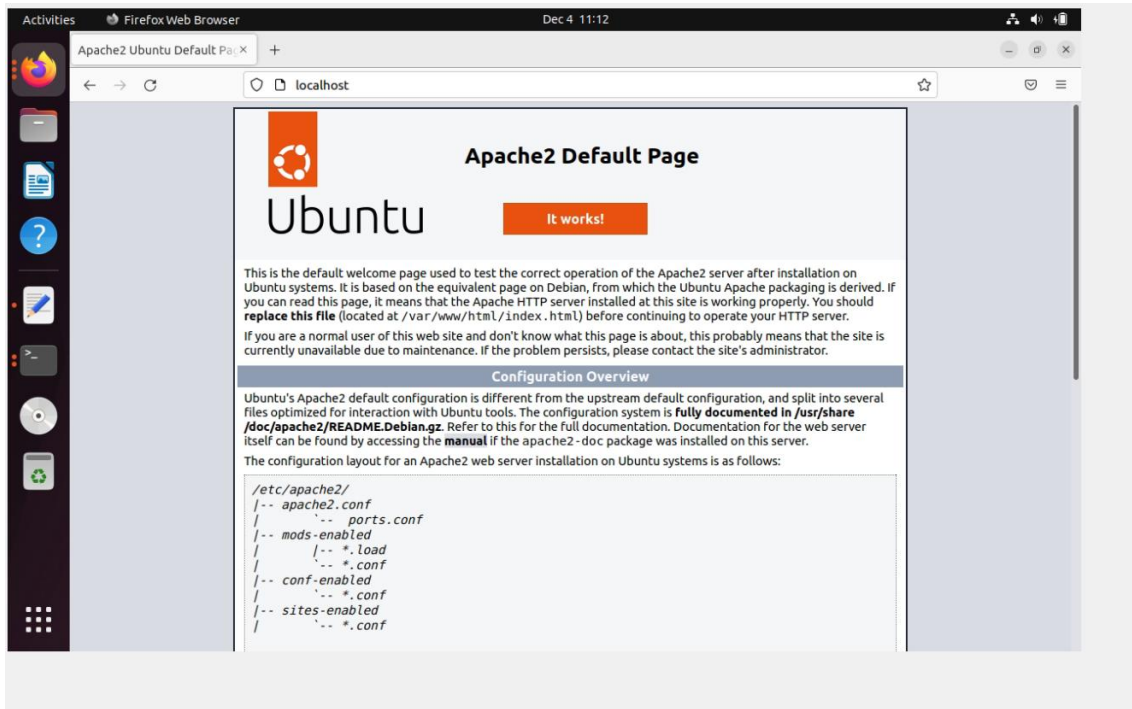 Activities Firefox Web Browser Dec 4 11:12
Apache2 Ubuntu Default Pag
localhost
Apache2 Default Page
Ubuntu
It works!
This is the default welcome page used to test the correct operation of the Apache2 server after installation on
Ubuntu systems. It is based on the equivalent page on Debian, from which the Ubuntu Apache packaging is derived. If
you can read this page, it means that the Apache HTTP server installed at this site is working properly. You should
replace this file (located at /var/www/html/index.html) before continuing to operate your HTTP server.
If you are a normal user of this web site and don't know what this page is about, this probably means that the site is
currently unavailable due to maintenance. If the problem persists, please contact the site's administrator.
Configuration Overview
Ubuntu's Apache2 default configuration is different from the upstream default configuration, and split into several
files optimized for interaction with Ubuntu tools. The configuration system is fully documented in /usr/share
/doc/apache2/README.Debian.gz. Refer to this for the full documentation. Documentation for the web server
itself can be found by accessing the manual if the apache2-doc package was installed on this server.
The configuration layout for an Apache2 web server installation on Ubuntu systems is as follows:
/etc/apache2/
|-- apache2.conf
|       `--  ports.conf
|-- mods-enabled
|       |-- *.load
|       `-- *.conf
|-- conf-enabled
|       `-- *.conf
|-- sites-enabled
|       `-- *.conf